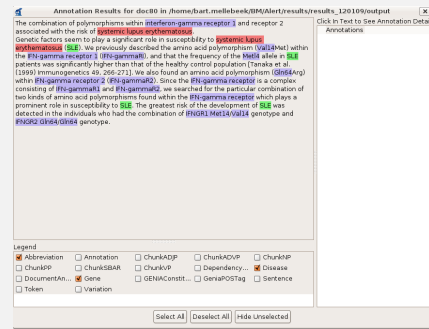 Annotation Results for doc80 in /home/bart.mellebeek/BM/Alert/results/results_120109/output
The combination of polymorphisms within interferon-gamma receptor 1 and receptor 2
associated with the risk of systemic lupus erythematosus.
Genetic factors seem to play a significant role in susceptibility to systemic lupus
erythematosus (SLE). We previously described the amino acid polymorphism (Val14Met) within
the IFN-gamma receptor 1 (IFN-gammaR1), and that the frequency of the Met14 allele in SLE
patients was significantly higher than that of the healthy control population [Tanaka et al.
(1999) Immunogenetics 49, 266-271]. We also found an amino acid polymorphism (Gln64Arg)
within IFN-gamma receptor 2 (IFN-gammaR2). Since the IFN-gamma receptor is a complex
consisting of IFN-gammaR1 and IFN-gammaR2, we searched for the particular combination of
two kinds of amino acid polymorphisms found within the IFN-gamma receptor which plays a
prominent role in susceptibility to SLE. The greatest risk of the development of SLE was
detected in the individuals who had the combination of IFNGR1 Met14/Val14 genotype and
IFNGR2 Gln64/Gln64 genotype.
Click In Text to See Annotation Detail
Annotations
Legend
Abbreviation Annotation ChunkADJP ChunkADVP ChunkNP
ChunkPP ChunkSBAR ChunkVP Dependency... Disease
DocumentAn... Gene GENIAConstit... GeniaPOSTag Sentence
Token Variation
Select All Deselect All Hide Unselected